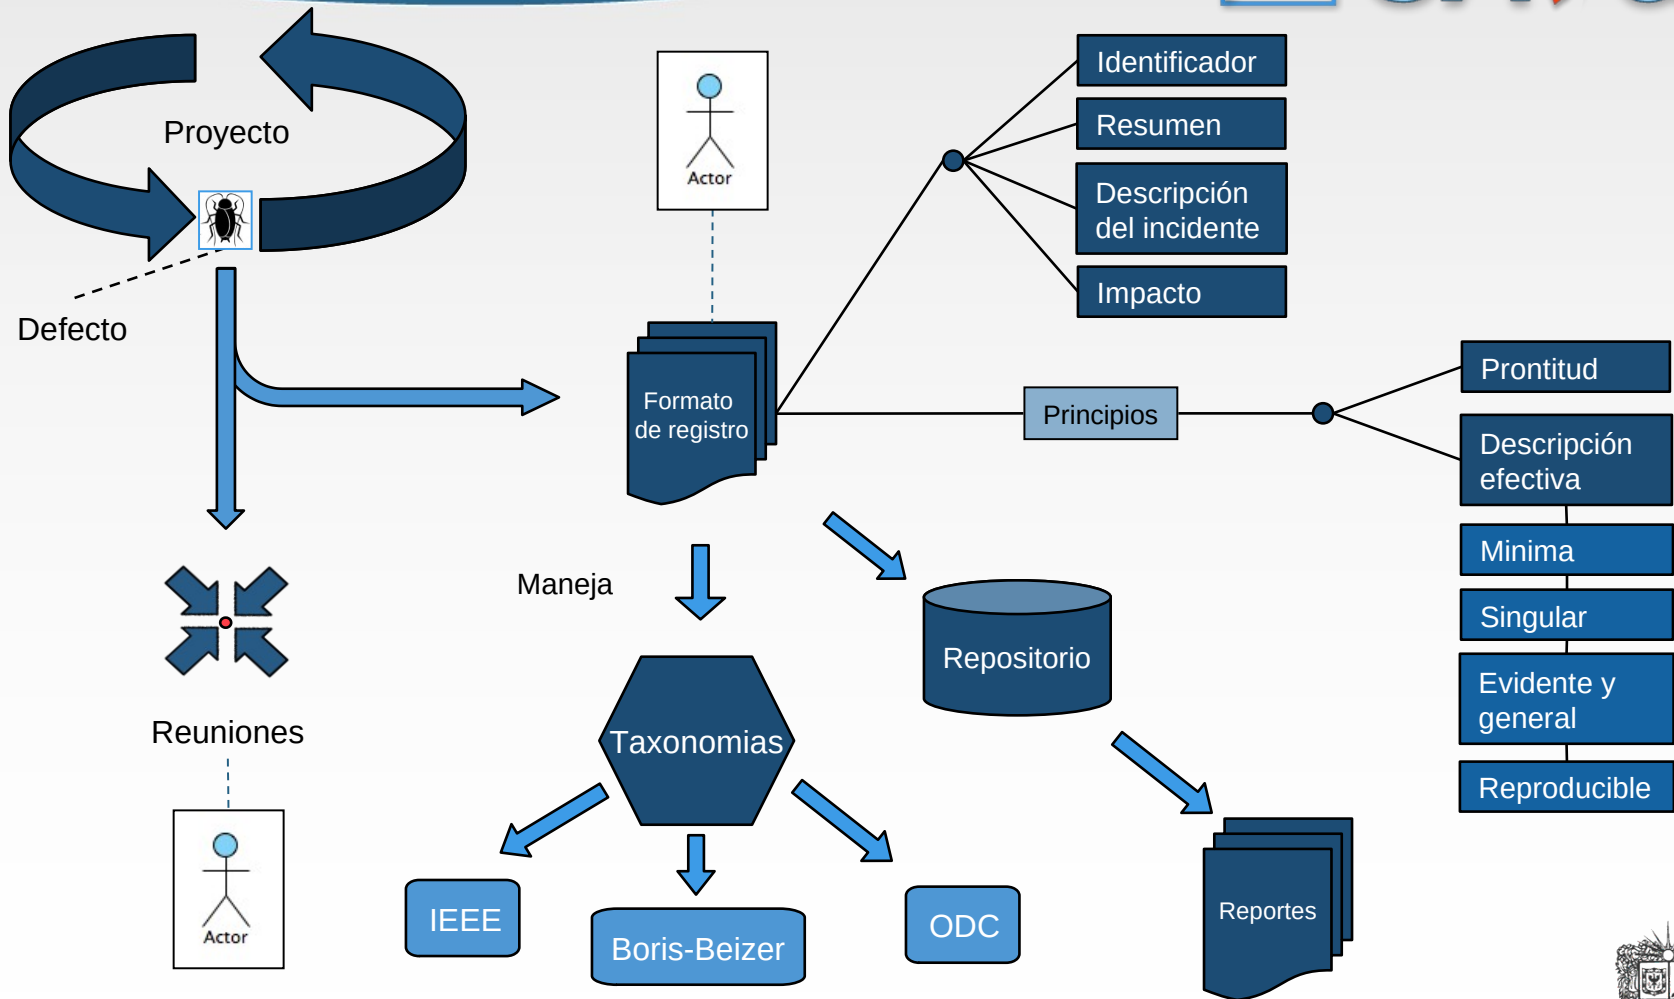 Proyecto
Defecto
Actor
Identificador
Resumen
Descripción
del incidente
Impacto
Formato
de registro
Principios
Prontitud
Descripción
efectiva
Minima
Singular
Evidente y
general
Reproducible
Maneja
Repositorio
Reuniones
Taxonomias
Actor
IEEE
Boris-Beizer
ODC
Reportes